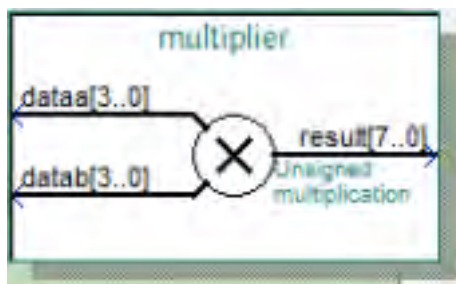 multiplier
dataa[3..0]
result[7..0]
datab[3..0]
Unsigned
multiplication